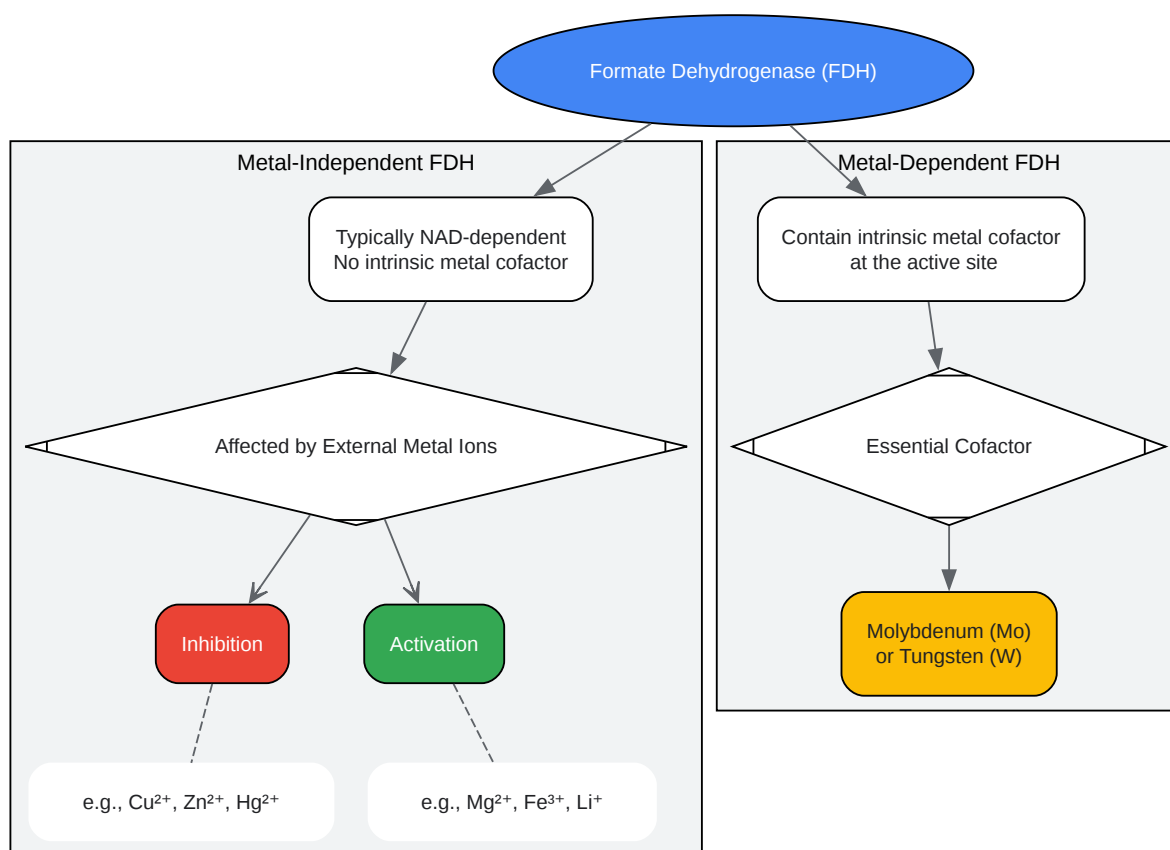 Formate Dehydrogenase (FDH)
Metal-Independent FDH
Typically NAD-dependent
No intrinsic metal cofactor
Affected by External Metal Ions
Inhibition
Activation
e.g., Cu²⁺, Zn²⁺, Hg²⁺
e.g., Mg²⁺, Fe³⁺, Li⁺
Metal-Dependent FDH
Contain intrinsic metal cofactor
at the active site
Essential Cofactor
Molybdenum (Mo)
or Tungsten (W)